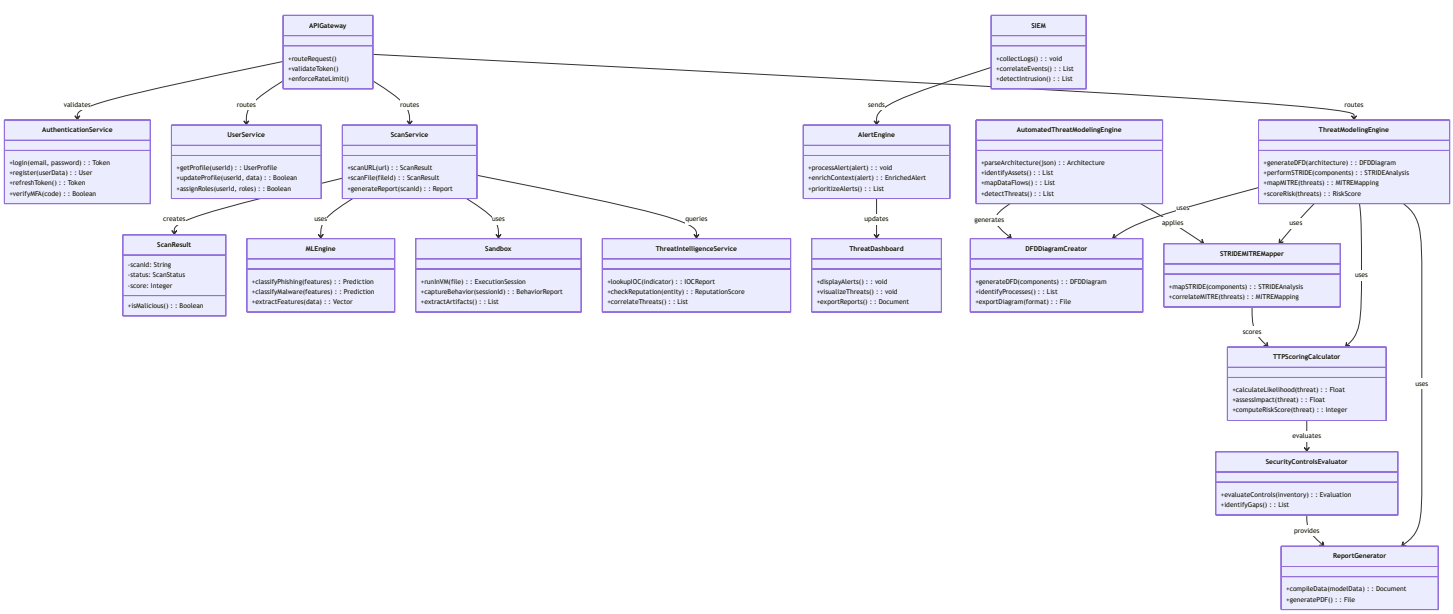 APIGateway
+routeRequest()
+validateToken()
+enforceRateLimit()
SIEM
+collectLogs() : : void
+correlateEvents() : : List
+detectIntrusion() : : List
validates
routes
routes
sends
routes
AuthenticationService
+login(email, password) : : Token
+register(userData) : : User
+refreshToken() : : Token
+verifyMFA(code) : : Boolean
UserService
+getProfile(userId) : : UserProfile
+updateProfile(userId, data) : : Boolean
+assignRoles(userId, roles) : : Boolean
ScanService
+scanURL(url) : : ScanResult
+scanFile(fileId) : : ScanResult
+generateReport(scanId) : : Report
AlertEngine
+processAlert(alert) : : void
+enrichContext(alert) : : EnrichedAlert
+prioritizeAlerts() : : List
AutomatedThreatModelingEngine
+parseArchitecture(json) : : Architecture
+identifyAssets() : : List
+mapDataFlows() : : List
+detectThreats() : : List
ThreatModelingEngine
+generateDFD(architecture) : : DFDDiagram
+performSTRIDE(components) : : STRIDEAnalysis
+mapMITRE(threats) : : MITREMapping
+scoreRisk(threats) : : RiskScore
creates
uses
uses
queries
updates
generates
uses
applies
uses
ScanResult
-scanId: String
-status: ScanStatus
-score: Integer
+isMalicious() : : Boolean
MLEngine
+classifyPhishing(features) : : Prediction
+classifyMalware(features) : : Prediction
+extractFeatures(data) : : Vector
Sandbox
+runInVM(file) : : ExecutionSession
+captureBehavior(sessionId) : : BehaviorReport
+extractArtifacts() : : List
ThreatIntelligenceService
+lookupIOC(indicator) : : IOCReport
+checkReputation(entity) : : ReputationScore
+correlateThreats() : : List
ThreatDashboard
+displayAlerts() : : void
+visualizeThreats() : : void
+exportReports() : : Document
DFDDiagramCreator
+generateDFD(components) : : DFDDiagram
+identifyProcesses() : : List
+exportDiagram(format) : : File
STRIDEMITREMapper
+mapSTRIDE(components) : : STRIDEAnalysis
+correlateMITRE(threats) : : MITREMapping
uses
scores
TTPScoringCalculator
+calculateLikelihood(threat) : : Float
+assessImpact(threat) : : Float
+computeRiskScore(threat) : : Integer
uses
evaluates
SecurityControlsEvaluator
+evaluateControls(inventory) : : Evaluation
+identifyGaps() : : List
provides
ReportGenerator
+compileData(modelData) : : Document
+generatePDF() : : File